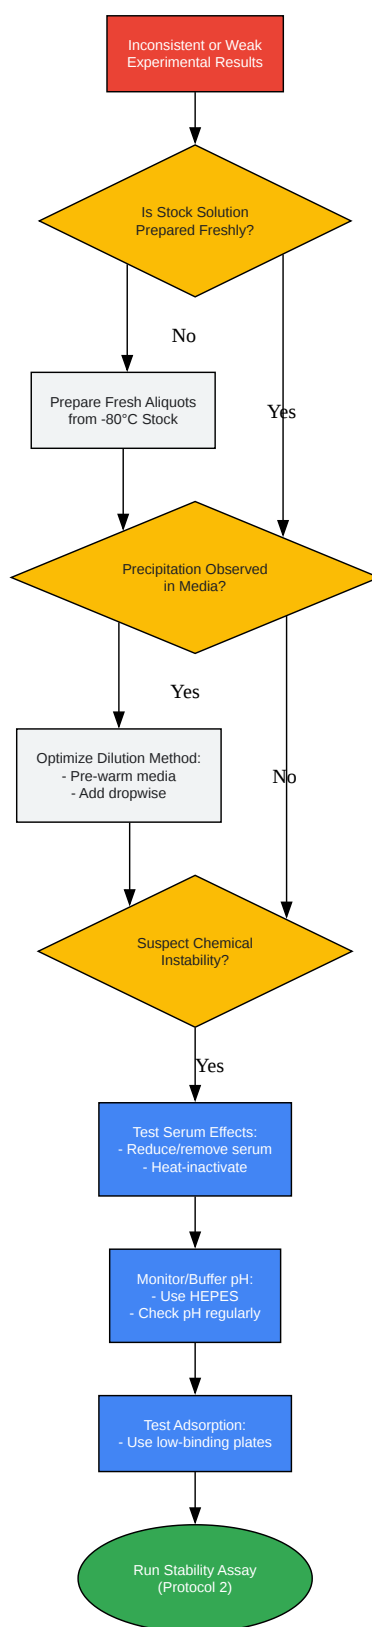 Inconsistent or Weak
Experimental Results
Is Stock Solution
Prepared Freshly?
No
Prepare Fresh Aliquots
from -80°C Stock
Yes
Precipitation Observed
in Media?
Yes
Optimize Dilution Method:
- Pre-warm media
- Add dropwise
No
Suspect Chemical
Instability?
Yes
Test Serum Effects:
- Reduce/remove serum
- Heat-inactivate
Monitor/Buffer pH:
- Use HEPES
- Check pH regularly
Test Adsorption:
- Use low-binding plates
Run Stability Assay
(Protocol 2)